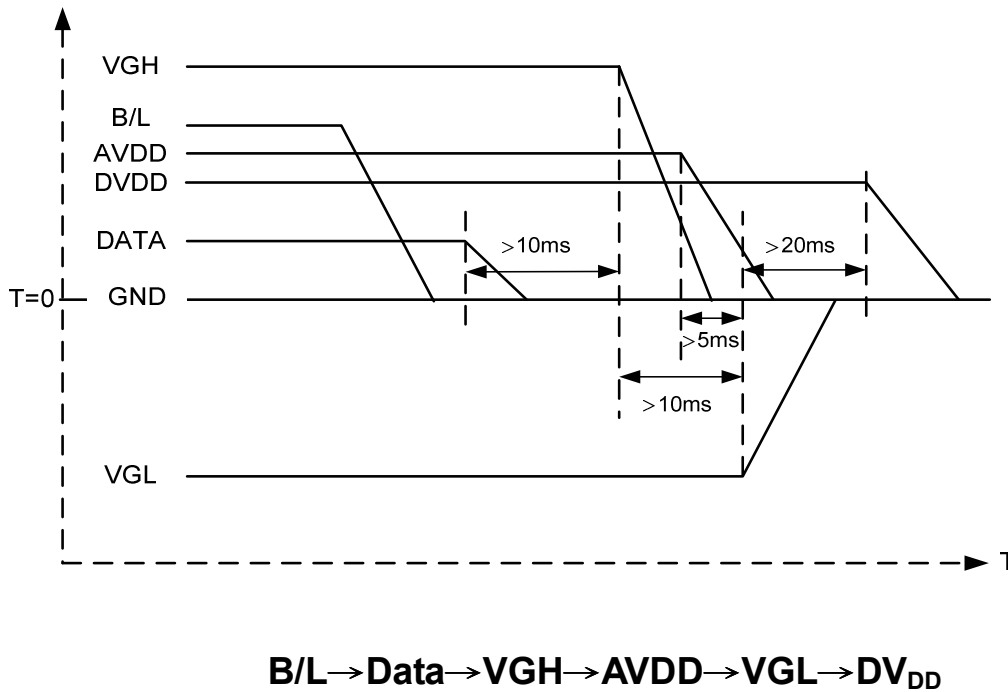 VGH
B/L
AVDD
DVDD
DATA
>10ms
>20ms
T=0
GND
>5ms
>10ms
VGL
T
B/L→Data→VGH→AVDD→VGL→DVDD